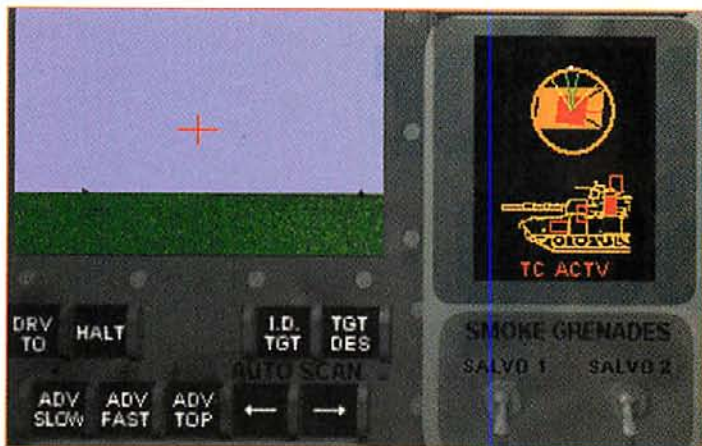 TC ACTV
DRV TO
HALT
I.D. TGT
TGT DES
AUTO SCAN
ADV SLOW
ADV FAST
ADV TOP
SMOKE GRENADES
SALVO 1
SALVO 2